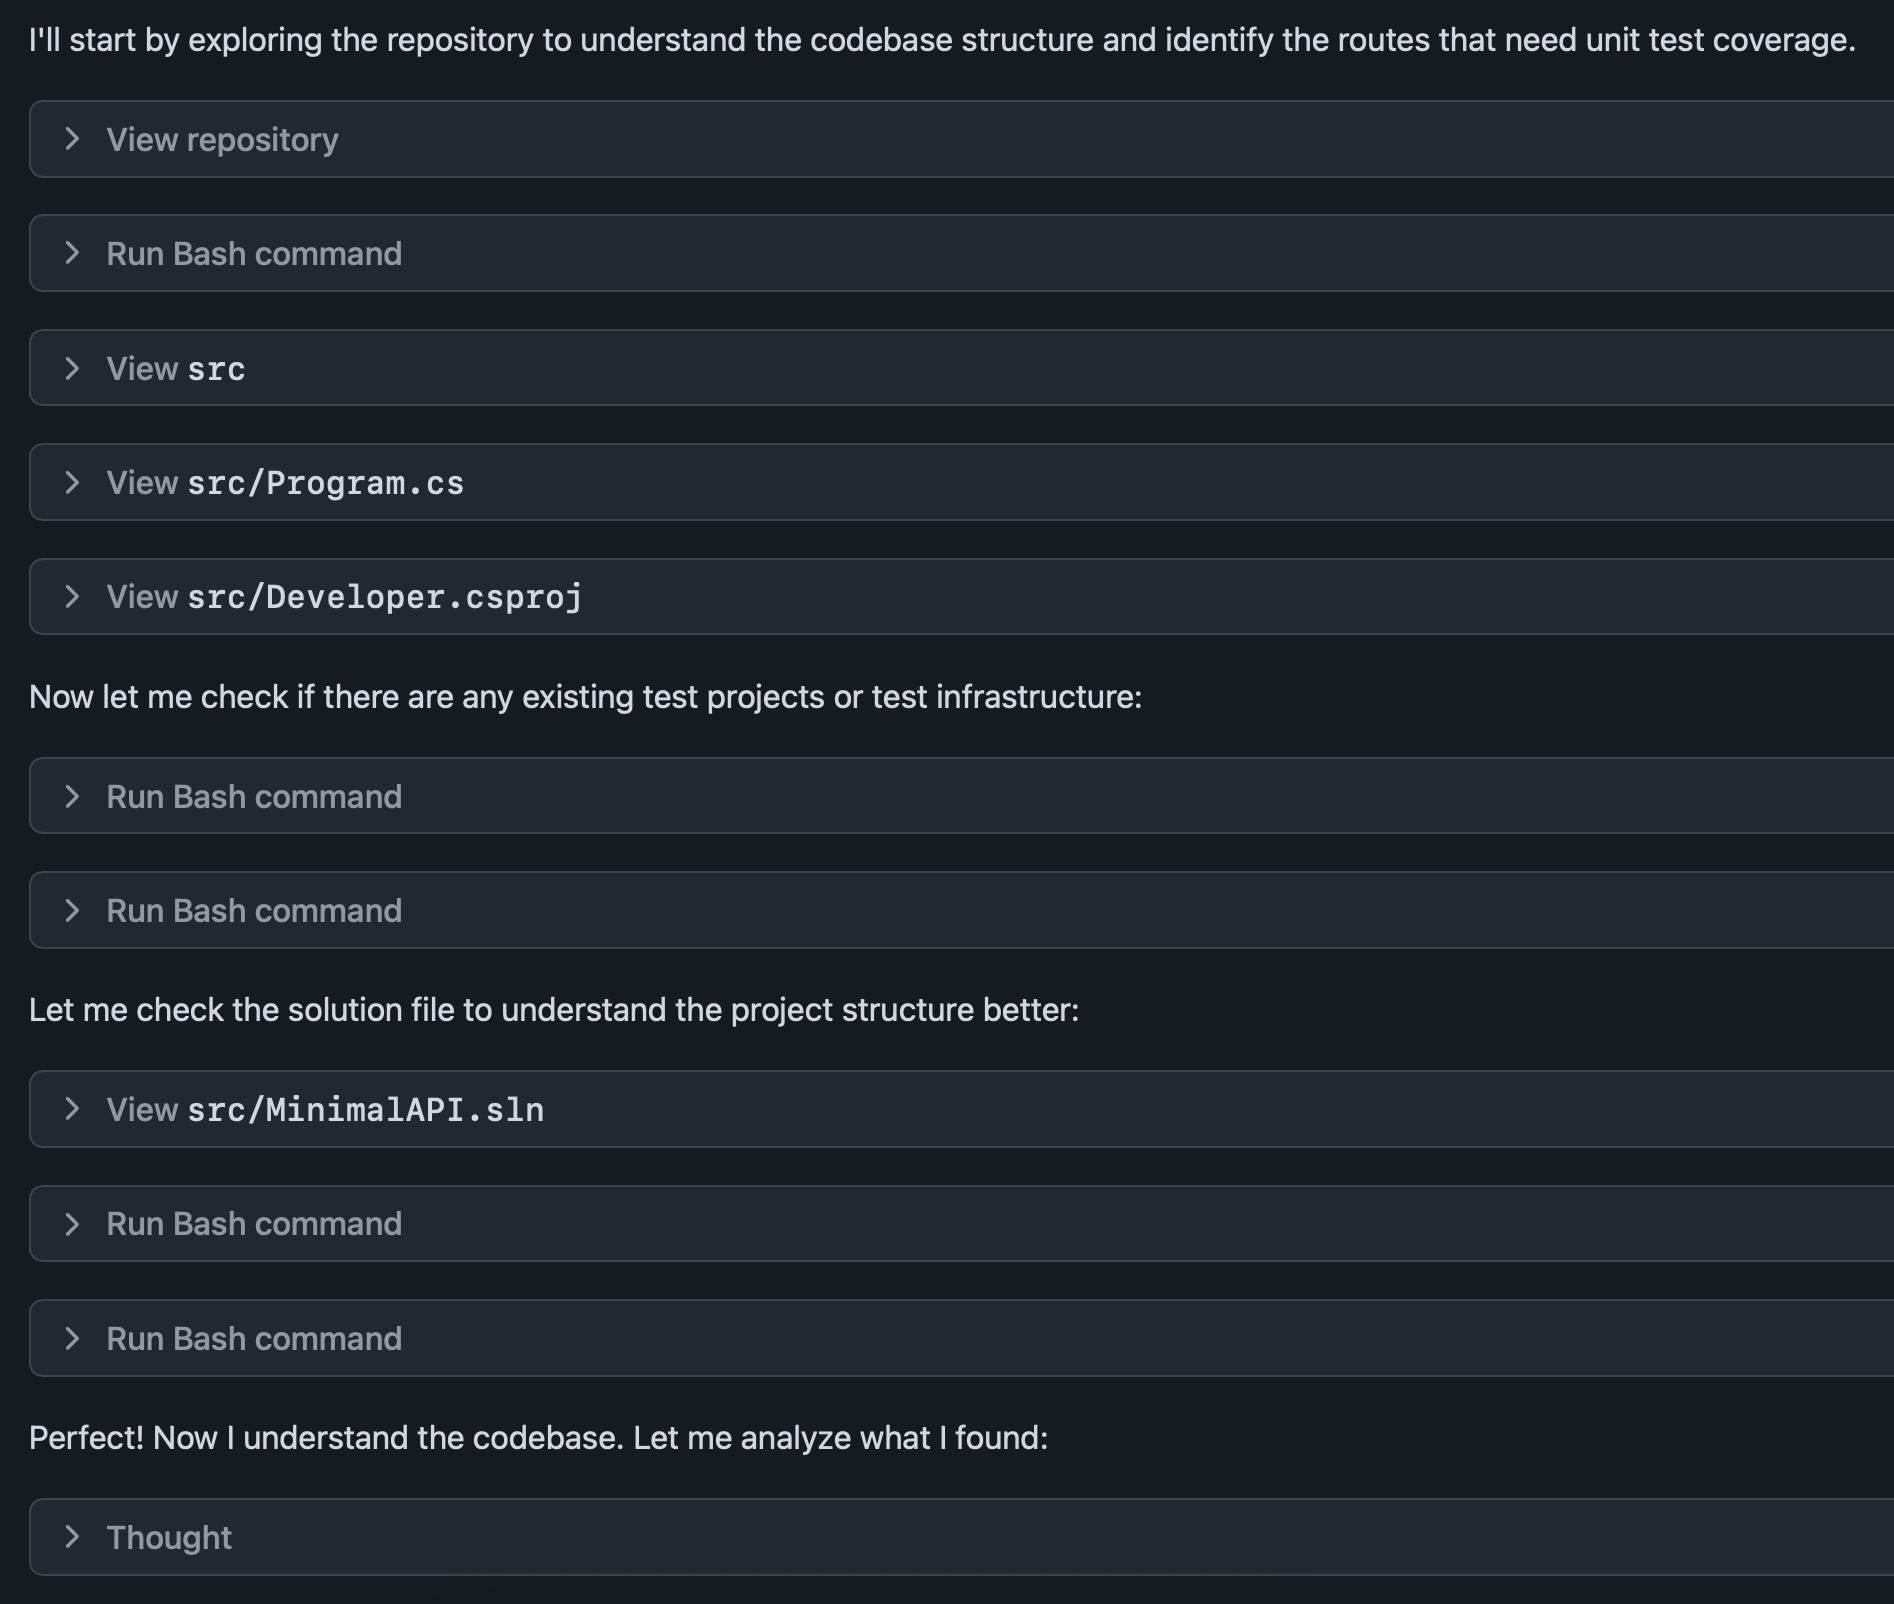 I'll start by exploring the repository to understand the codebase structure and identify the routes that need unit test coverage.
View repository
Run Bash command
View src
View src/Program.cs
View src/Developer.csproj
Now let me check if there are any existing test projects or test infrastructure:
Run Bash command
Run Bash command
Let me check the solution file to understand the project structure better:
View src/MinimalAPI.sln
Run Bash command
Run Bash command
Perfect! Now I understand the codebase. Let me analyze what I found:
Thought